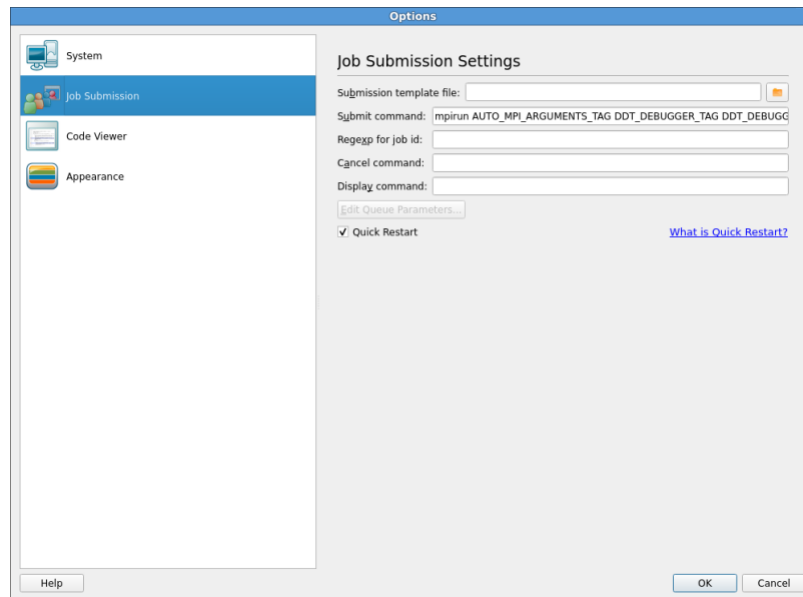 Options
System
Job Submission
Code Viewer
Appearance
Job Submission Settings
Submission template file:
Submit command: mpirun AUTO_MPI_ARGUMENTS_TAG DDT_DEBUGGER_TAG DDT_DEBUGG
Regexp for job id:
Cancel command:
Display command:
Edit Queue Parameters...
Quick Restart What is Quick Restart?
Help OK Cancel